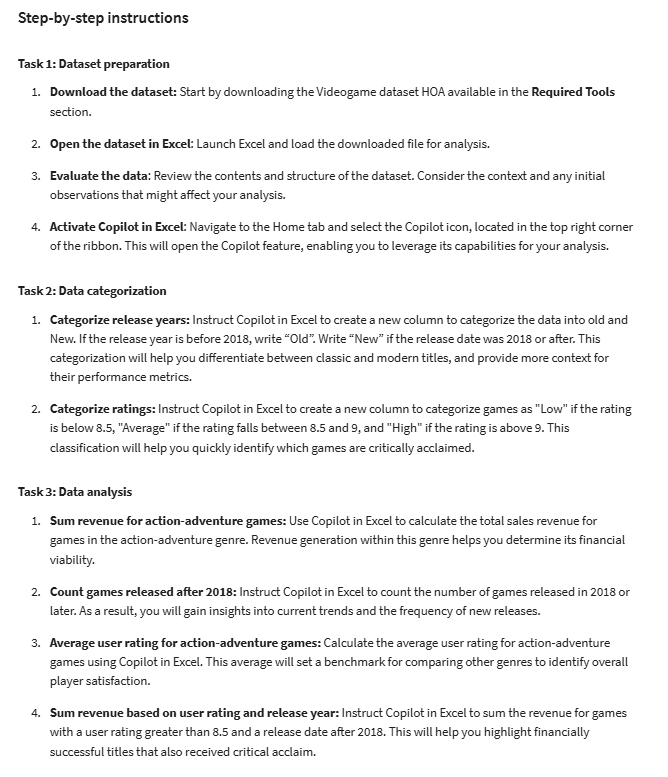 Step-by-step instructions
Task 1: Dataset preparation
1. Download the dataset: Start by downloading the Videogame dataset HOA available in the Required Tools
section.
2. Open the dataset in Excel: Launch Excel and load the downloaded file for analysis.
3. Evaluate the data: Review the contents and structure of the dataset. Consider the context and any initial
observations that might affect your analysis.
4. Activate Copilot in Excel: Navigate to the Home tab and select the Copilot icon, located in the top right corner
of the ribbon. This will open the Copilot feature, enabling you to leverage its capabilities for your analysis.
Task 2: Data categorization
1. Categorize release years: Instruct Copilot in Excel to create a new column to categorize the data into old and
New. If the release year is before 2018, write “Old”. Write “New” if the release date was 2018 or after. This
categorization will help you differentiate between classic and modern titles, and provide more context for
their performance metrics.
2. Categorize ratings: Instruct Copilot in Excel to create a new column to categorize games as "Low" if the rating
is below 8.5, "Average" if the rating falls between 8.5 and 9, and "High" if the rating is above 9. This
classification will help you quickly identify which games are critically acclaimed.
Task 3: Data analysis
1. Sum revenue for action-adventure games: Use Copilot in Excel to calculate the total sales revenue for
games in the action-adventure genre. Revenue generation within this genre helps you determine its financial
viability.
2. Count games released after 2018: Instruct Copilot in Excel to count the number of games released in 2018 or
later. As a result, you will gain insights into current trends and the frequency of new releases.
3. Average user rating for action-adventure games: Calculate the average user rating for action-adventure
games using Copilot in Excel. This average will set a benchmark for comparing other genres to identify overall
player satisfaction.
4. Sum revenue based on user rating and release year: Instruct Copilot in Excel to sum the revenue for games
with a user rating greater than 8.5 and a release date after 2018. This will help you highlight financially
successful titles that also received critical acclaim.